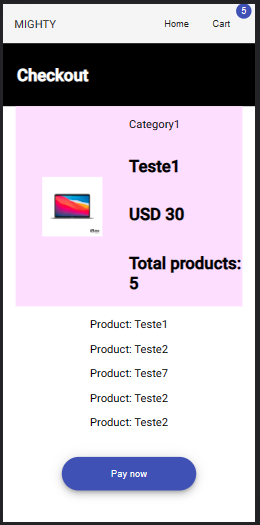 MIGHTY
Home
Cart
5
Checkout
Category1
Teste1
USD 30
Total products:
5
Product: Teste1
Product: Teste2
Product: Teste7
Product: Teste2
Product: Teste2
Pay now